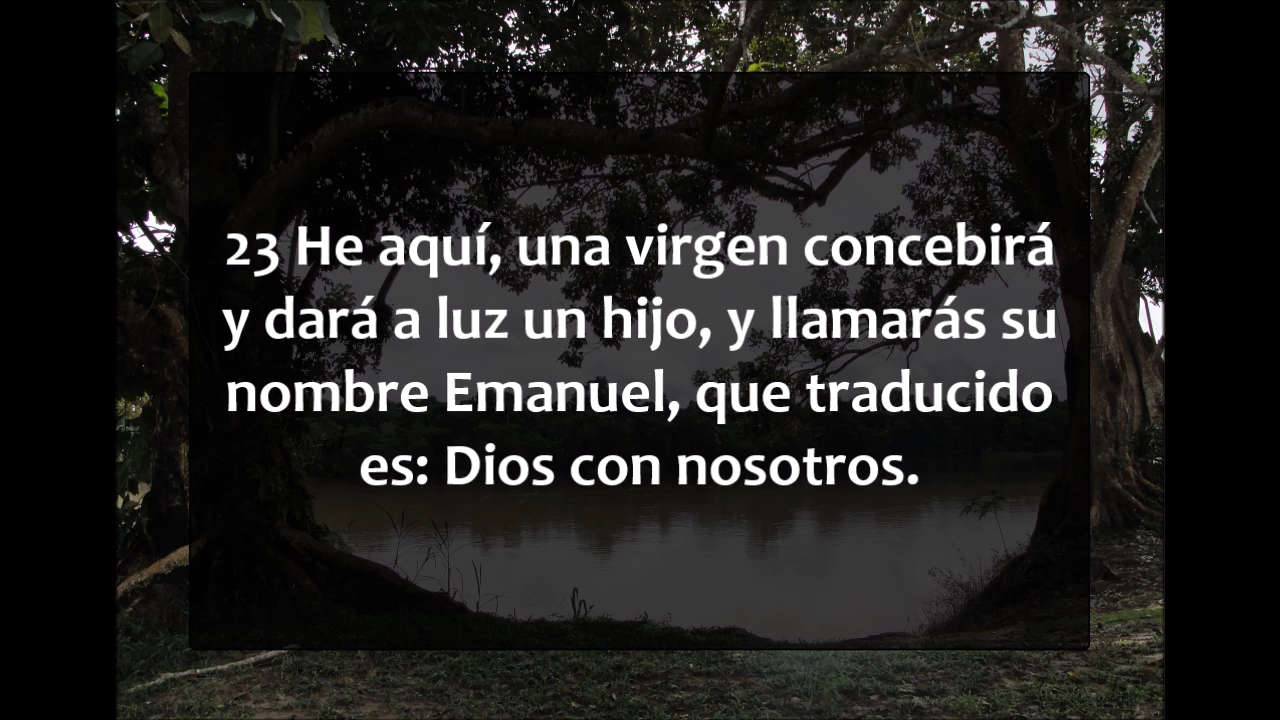 23 He aquí, una virgen concebirá
y dará a luz un hijo, y llamarás su
nombre Emanuel, que traducido
es: Dios con nosotros.